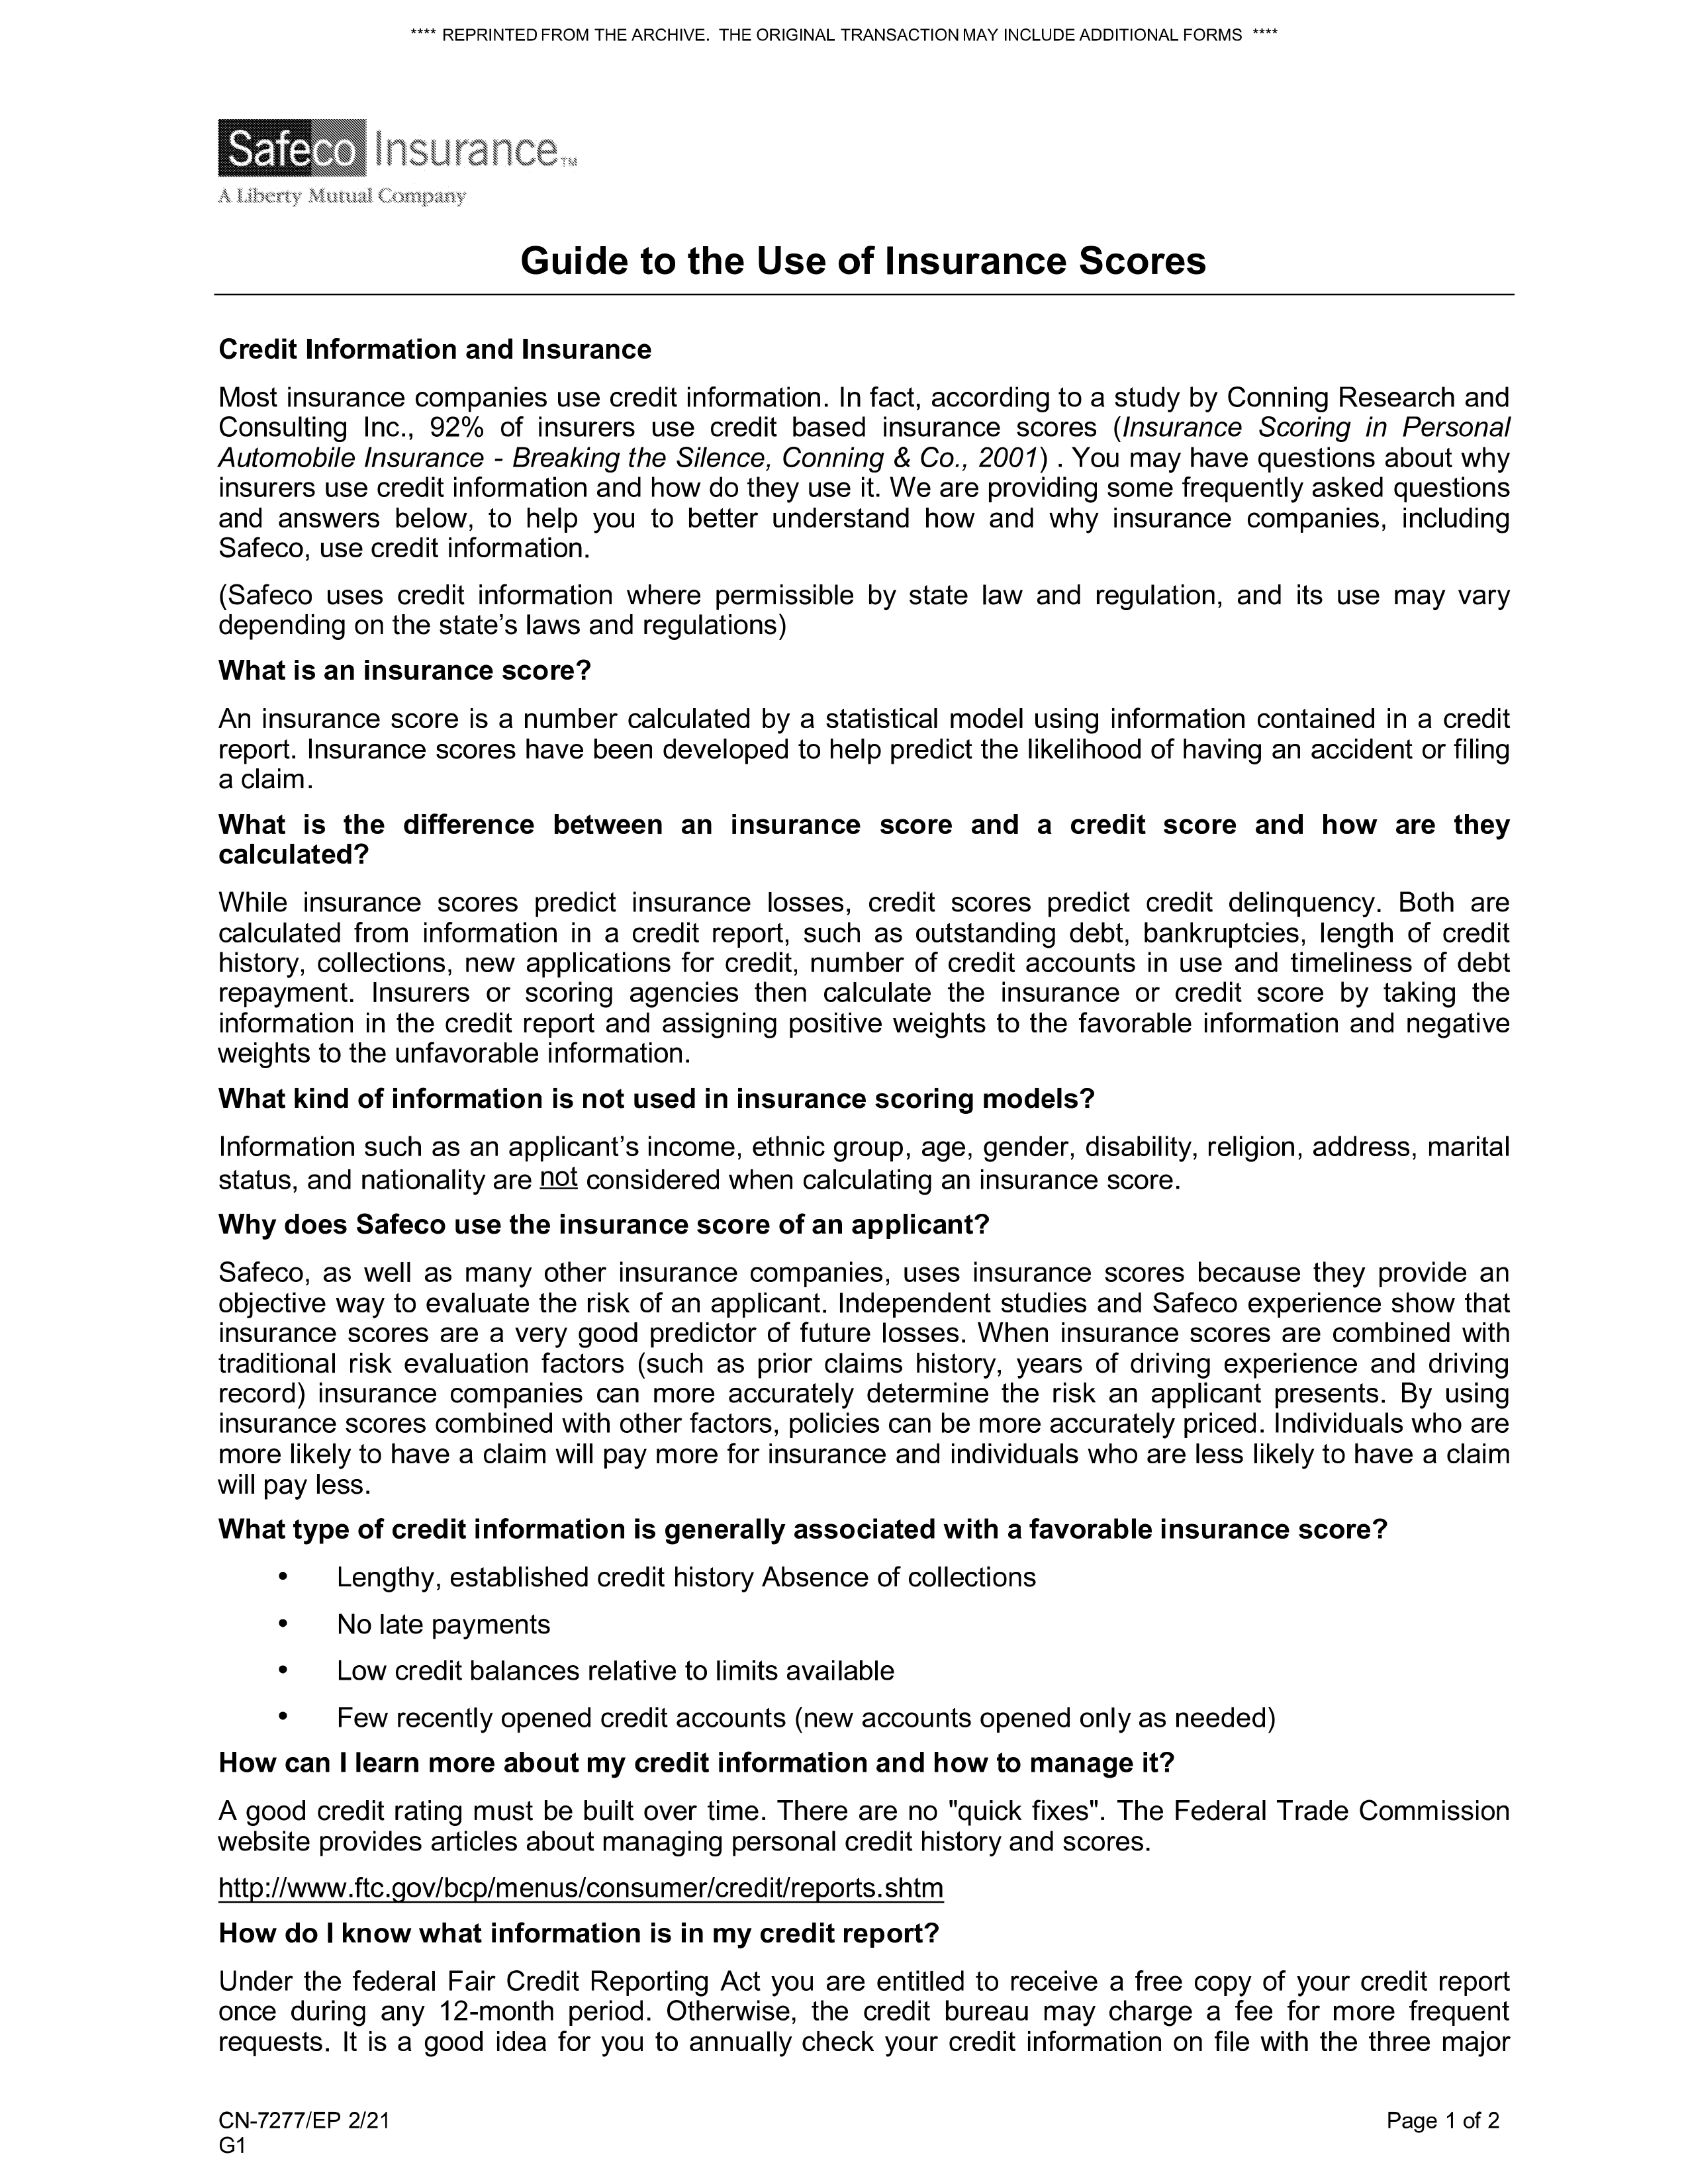 **** REPRINTED FROM THE ARCHIVE. THE ORIGINAL TRANSACTION MAY INCLUDE ADDITIONAL FORMS ****
Safeco Insurance™
A Liberty Mutual Company
Guide to the Use of Insurance Scores
Credit Information and Insurance
Most insurance companies use credit information. In fact, according to a study by Conning Research and
Consulting Inc., 92% of insurers use credit based insurance scores (Insurance Scoring in Personal
Automobile Insurance - Breaking the Silence, Conning & Co., 2001) . You may have questions about why
insurers use credit information and how do they use it. We are providing some frequently asked questions
and answers below, to help you to better understand how and why insurance companies, including
Safeco, use credit information.
(Safeco uses credit information where permissible by state law and regulation, and its use may vary
depending on the state’s laws and regulations)
What is an insurance score?
An insurance score is a number calculated by a statistical model using information contained in a credit
report. Insurance scores have been developed to help predict the likelihood of having an accident or filing
a claim.
What is the difference between an insurance score and a credit score and how are they
calculated?
While insurance scores predict insurance losses, credit scores predict credit delinquency. Both are
calculated from information in a credit report, such as outstanding debt, bankruptcies, length of credit
history, collections, new applications for credit, number of credit accounts in use and timeliness of debt
repayment. Insurers or scoring agencies then calculate the insurance or credit score by taking the
information in the credit report and assigning positive weights to the favorable information and negative
weights to the unfavorable information.
What kind of information is not used in insurance scoring models?
Information such as an applicant’s income, ethnic group, age, gender, disability, religion, address, marital
status, and nationality are not considered when calculating an insurance score.
Why does Safeco use the insurance score of an applicant?
Safeco, as well as many other insurance companies, uses insurance scores because they provide an
objective way to evaluate the risk of an applicant. Independent studies and Safeco experience show that
insurance scores are a very good predictor of future losses. When insurance scores are combined with
traditional risk evaluation factors (such as prior claims history, years of driving experience and driving
record) insurance companies can more accurately determine the risk an applicant presents. By using
insurance scores combined with other factors, policies can be more accurately priced. Individuals who are
more likely to have a claim will pay more for insurance and individuals who are less likely to have a claim
will pay less.
What type of credit information is generally associated with a favorable insurance score?
• Lengthy, established credit history Absence of collections
• No late payments
• Low credit balances relative to limits available
• Few recently opened credit accounts (new accounts opened only as needed)
How can I learn more about my credit information and how to manage it?
A good credit rating must be built over time. There are no "quick fixes". The Federal Trade Commission
website provides articles about managing personal credit history and scores.
http://www.ftc.gov/bcp/menus/consumer/credit/reports.shtm
How do I know what information is in my credit report?
Under the federal Fair Credit Reporting Act you are entitled to receive a free copy of your credit report
once during any 12-month period. Otherwise, the credit bureau may charge a fee for more frequent
requests. It is a good idea for you to annually check your credit information on file with the three major
CN-7277/EP 2/21
Page 1 of 2
G1